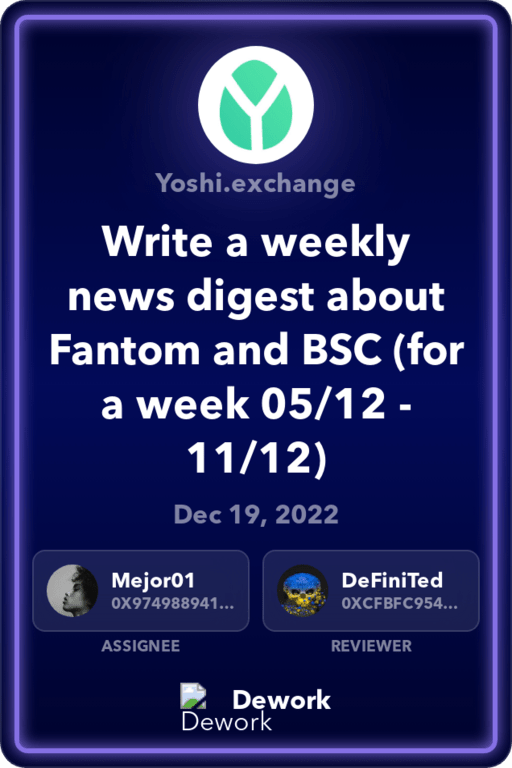 Yoshi.exchange
Write a weekly
news digest about
Fantom and BSC (for
a week 05/12 -
11/12)
Dec 19, 2022
Mejor01
0X974988941...
DeFiniTed
0XCFBFC954...
ASSIGNEE
REVIEWER
Dework
Dework